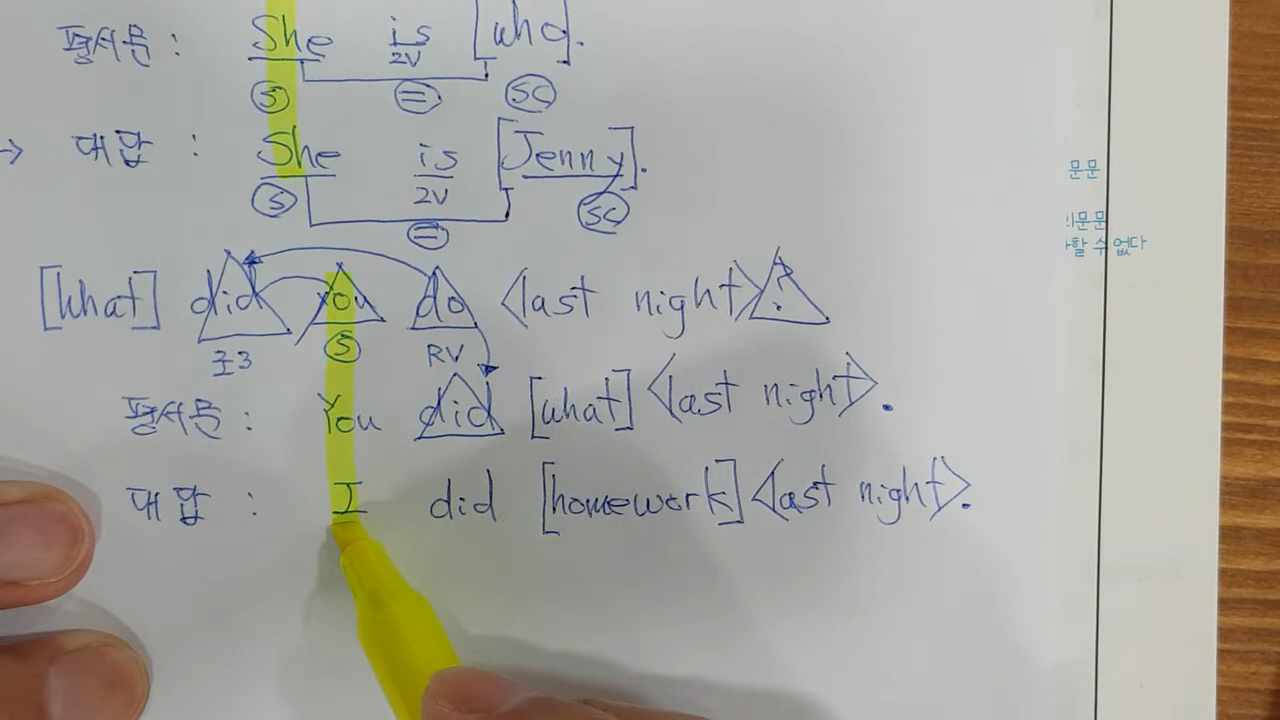 평서문 : She is [who].
2V
S = SC
→ 대답 : She is [Jenny].
2V
S = SC
문문
의문문
할 수 없다
[what] did you do <last night>?
조3 S RV
평서문 : You did [what] <last night>.
대답 : I did [homework] <last night>.